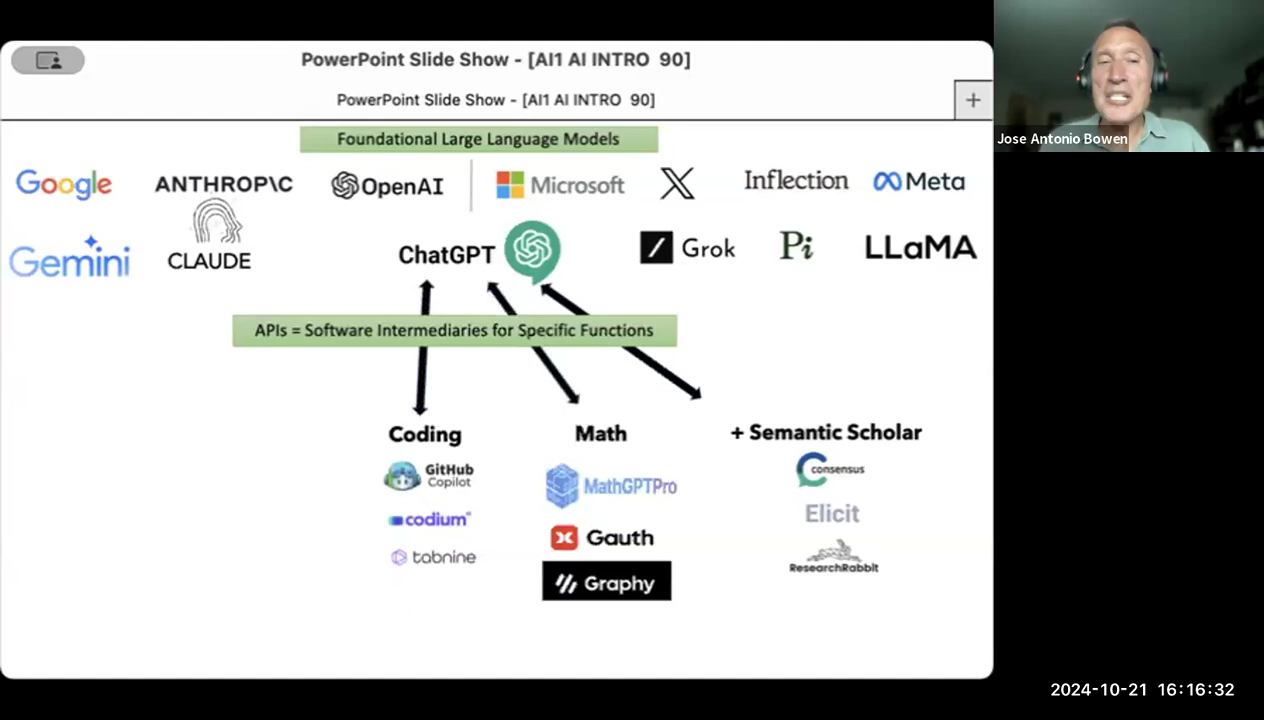 PowerPoint Slide Show - [AI1 AI INTRO 90]
PowerPoint Slide Show - [AI1 AI INTRO 90]
+
Jose Antonio Bowen
Foundational Large Language Models
Google ANTHROP\C OpenAI Microsoft X Inflection Meta
Gemini CLAUDE ChatGPT Grok Pi LLaMA
APIs = Software Intermediaries for Specific Functions
Coding Math + Semantic Scholar
GitHub Copilot MathGPTPro Consensus
codium Gauth Elicit
tabnine Graphy ResearchRabbit
2024-10-21 16:16:32